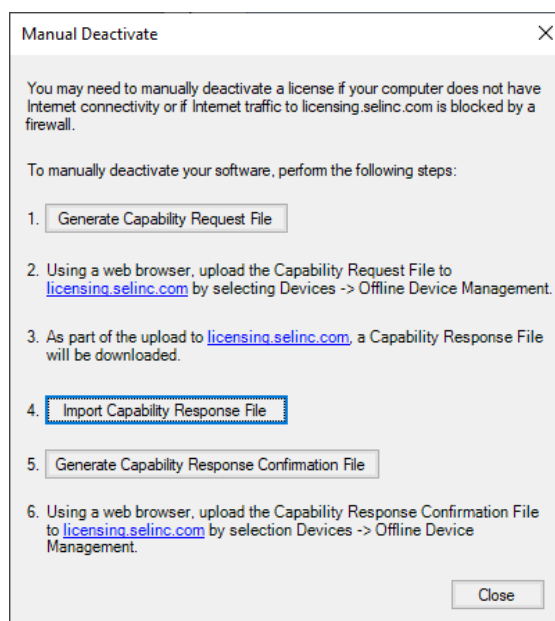 Manual Deactivate
You may need to manually deactivate a license if your computer does not have
Internet connectivity or if Internet traffic to licensing.selinc.com is blocked by a
firewall.
To manually deactivate your software, perform the following steps:
1. Generate Capability Request File
2. Using a web browser, upload the Capability Request File to
licensing.selinc.com by selecting Devices -> Offline Device Management.
3. As part of the upload to licensing.selinc.com, a Capability Response File
will be downloaded.
4. Import Capability Response File
5. Generate Capability Response Confirmation File
6. Using a web browser, upload the Capability Response Confirmation File
to licensing.selinc.com by selection Devices -> Offline Device
Management.
Close